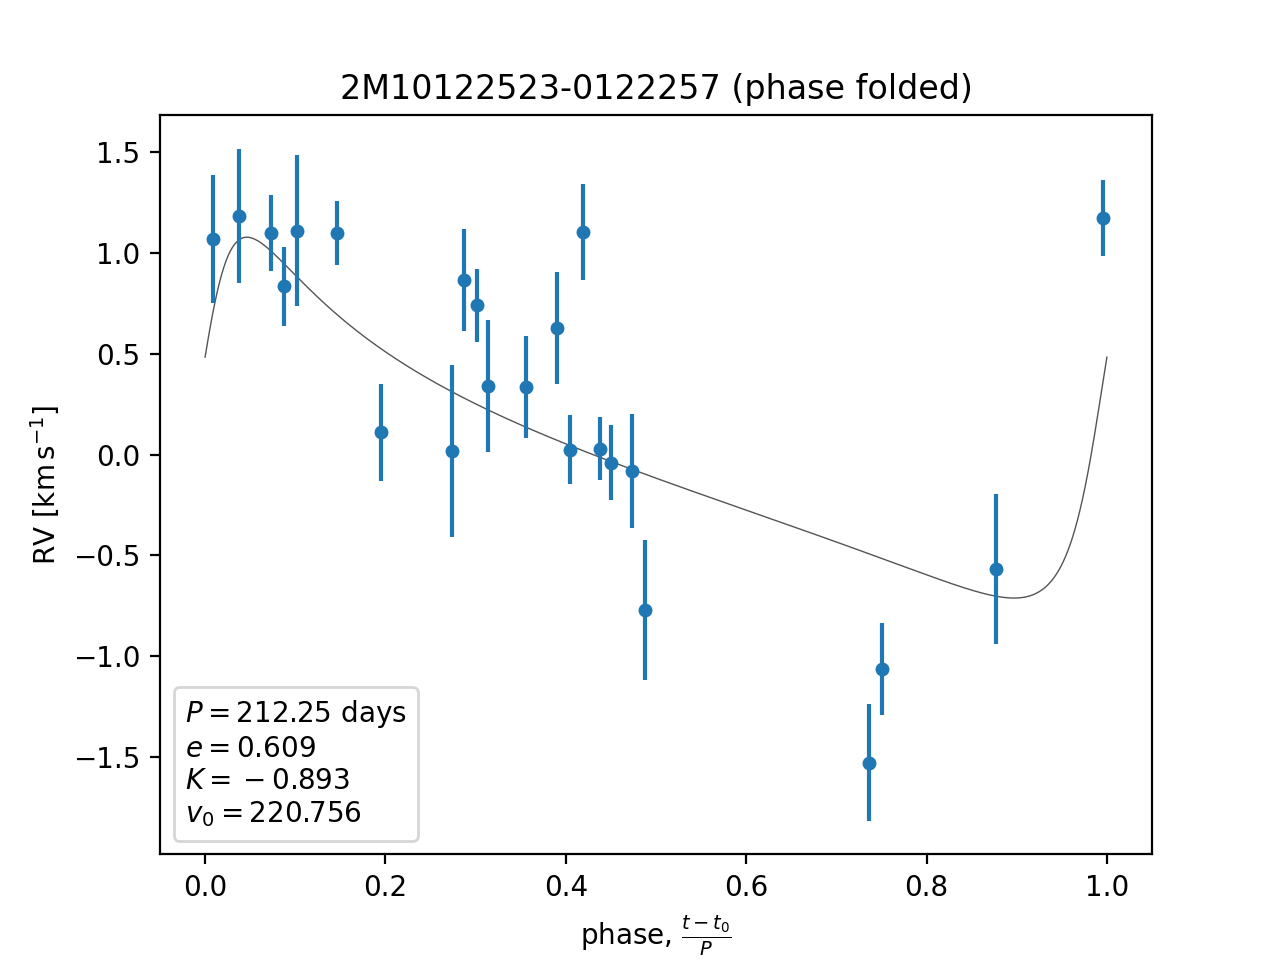 2M10122523-0122257 (phase folded)
RV [km s⁻¹]
1.5
1.0
0.5
0.0
−0.5
−1.0
−1.5
P = 212.25 days
e = 0.609
K = − 0.893
v₀ = 220.756
0.0 0.2 0.4 0.6 0.8 1.0
phase, (t − t₀)/P